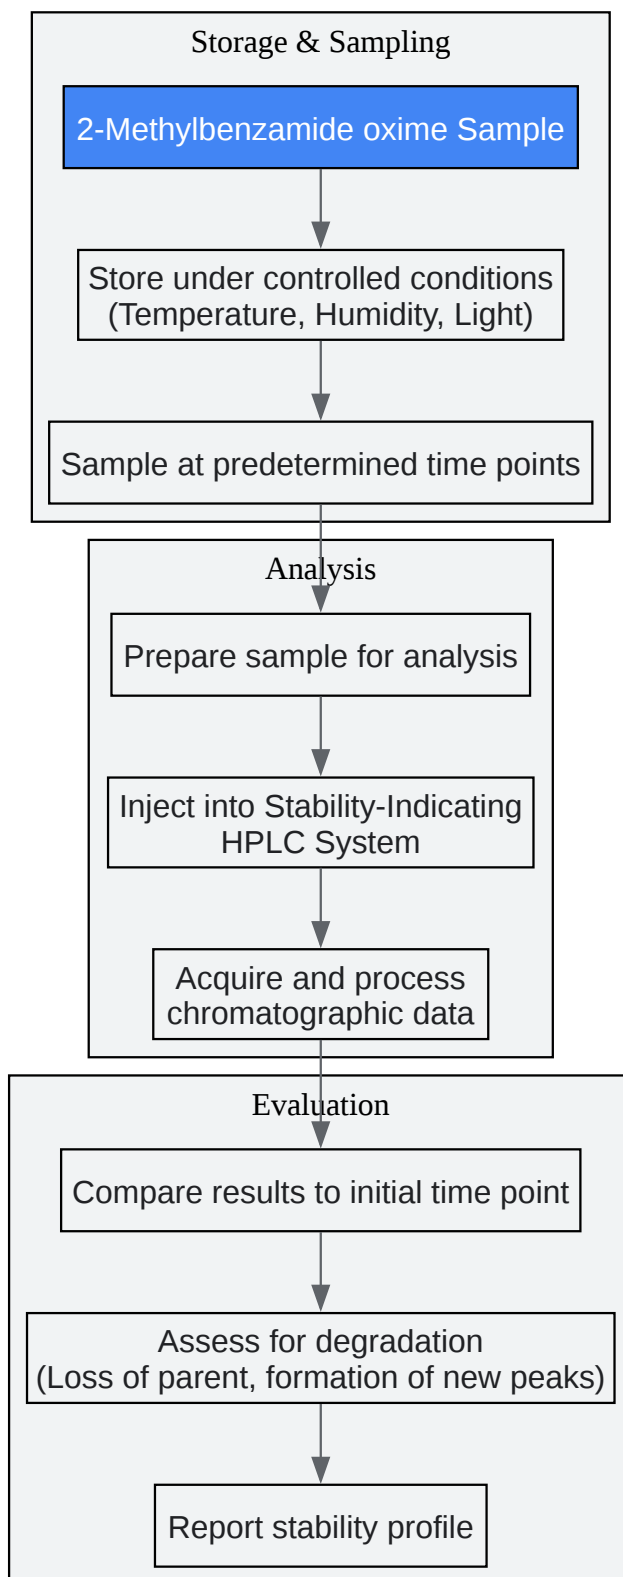 Storage & Sampling
2-Methylbenzamide oxime Sample
Store under controlled conditions
(Temperature, Humidity, Light)
Sample at predetermined time points
Analysis
Prepare sample for analysis
Inject into Stability-Indicating
HPLC System
Acquire and process
chromatographic data
Evaluation
Compare results to initial time point
Assess for degradation
(Loss of parent, formation of new peaks)
Report stability profile